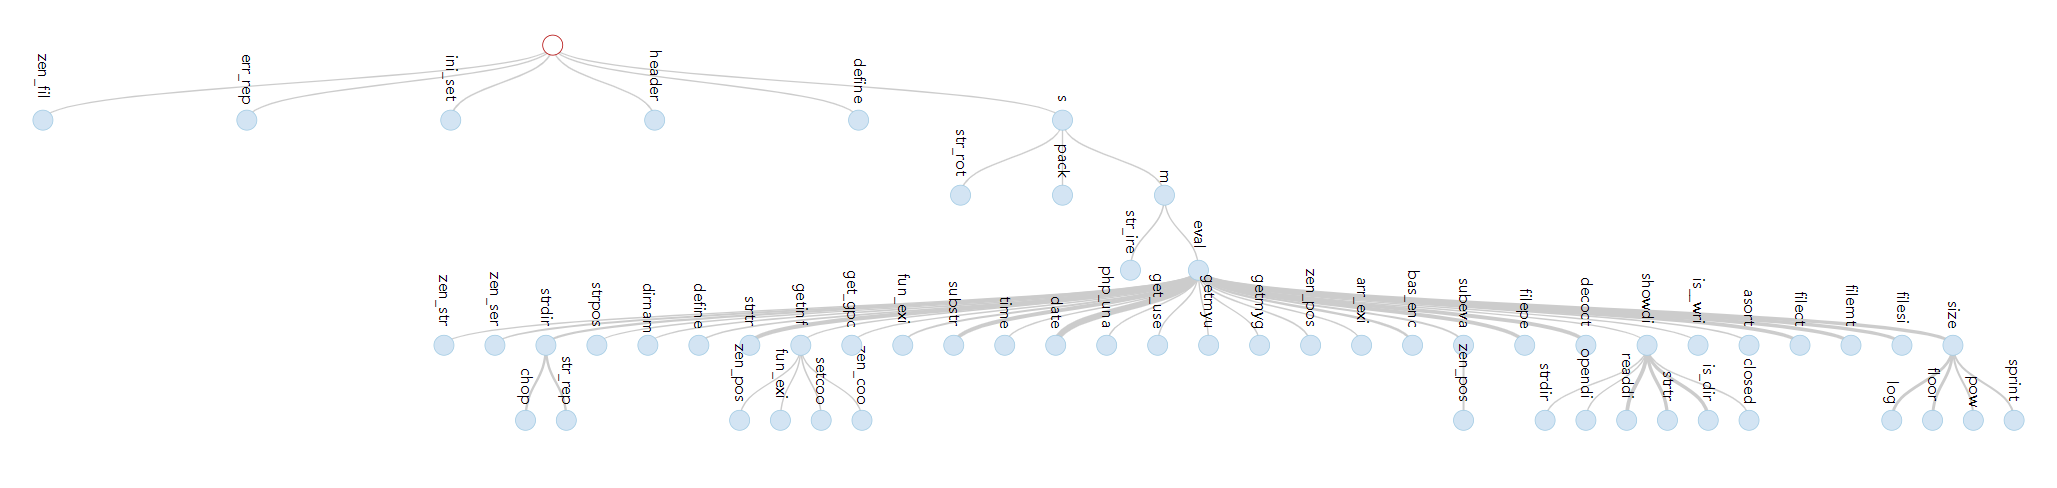 zen_fil
err_rep
ini_set
header
define
s
str_rot
pack
m
str_ire
eval
zen_str
zen_ser
strdir
strpos
dirnam
define
strtr
getinf
get_gpc
fun_exi
substr
time
date
php_una
get_use
getmyu
getmyg
zen_pos
arr_exi
bas_enc
subeva
filepe
decoct
showdi
is__wri
asort
filect
filemt
filesi
size
chop
str_rep
zen_pos
fun_exi
setcoo
zen_coo
zen_pos
strdir
opendi
readdi
strtr
is_dir
closed
log
floor
pow
sprint